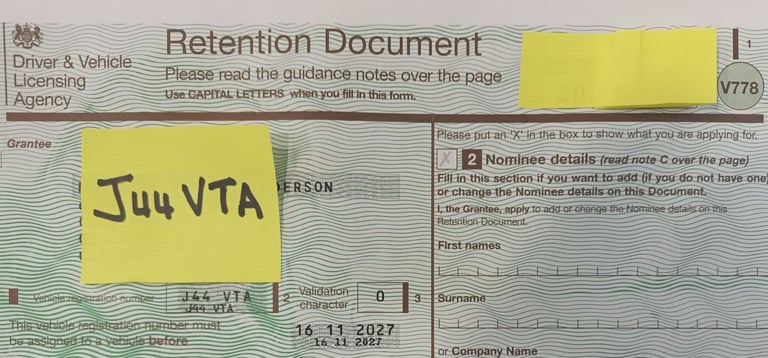 Driver & Vehicle
Licensing
Agency
Retention Document
Please read the guidance notes over the page
Use CAPITAL LETTERS when you fill in this form.
1
V778
Grantee
J44 VTA
ERSON
Vehicle registration number
J44 VTA
J44 VTA
2
Validation
character
0
3
This vehicle registration number must
be assigned to a vehicle before
16 11 2027
16 11 2027
Please put an 'X' in the box to show what you are applying for.
X
2 Nominee details (read note C over the page)
Fill in this section if you want to add (if you do not have one)
or change the Nominee details on this Document.
I, the Grantee, apply to add or change the Nominee details on this
Retention Document.
First names
Surname
or Company Name